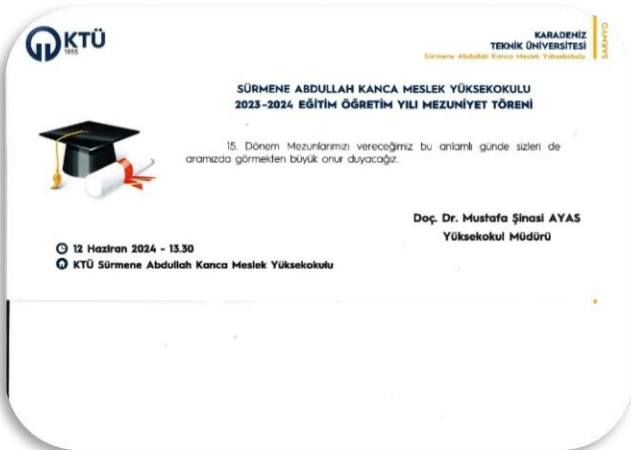 KTÜ
1955
KARADENİZ
TEKNİK ÜNİVERSİTESİ
Sürmene Abdullah Kanca Meslek Yüksekokulu
SAKMYO
SÜRMENE ABDULLAH KANCA MESLEK YÜKSEKOKULU
2023-2024 EĞİTİM ÖĞRETİM YILI MEZUNİYET TÖRENİ
15. Dönem Mezunlarımızı vereceğimiz bu anlamlı günde sizleri de
aramızda görmekten büyük onur duyacağız.
Doç. Dr. Mustafa Şinasi AYAS
Yüksekokul Müdürü
12 Haziran 2024 - 13.30
KTÜ Sürmene Abdullah Kanca Meslek Yüksekokulu